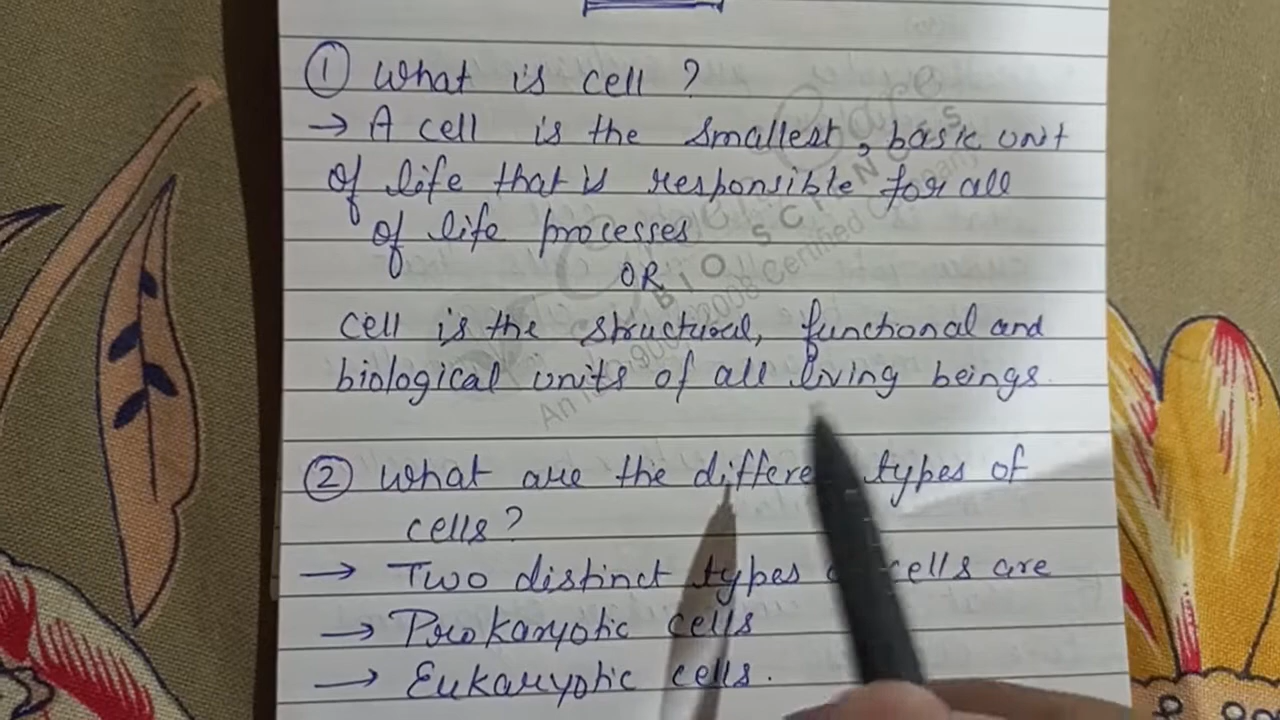 ① What is cell ?
→ A cell is the smallest, basic unit
of life that is responsible for all
of life processes
OR
Cell is the structural, functional and
biological units of all living beings.
② What are the types of
cells?
→ Two distinct types cells are
→ Prokaryotic cells
→ Eukaryotic cells.